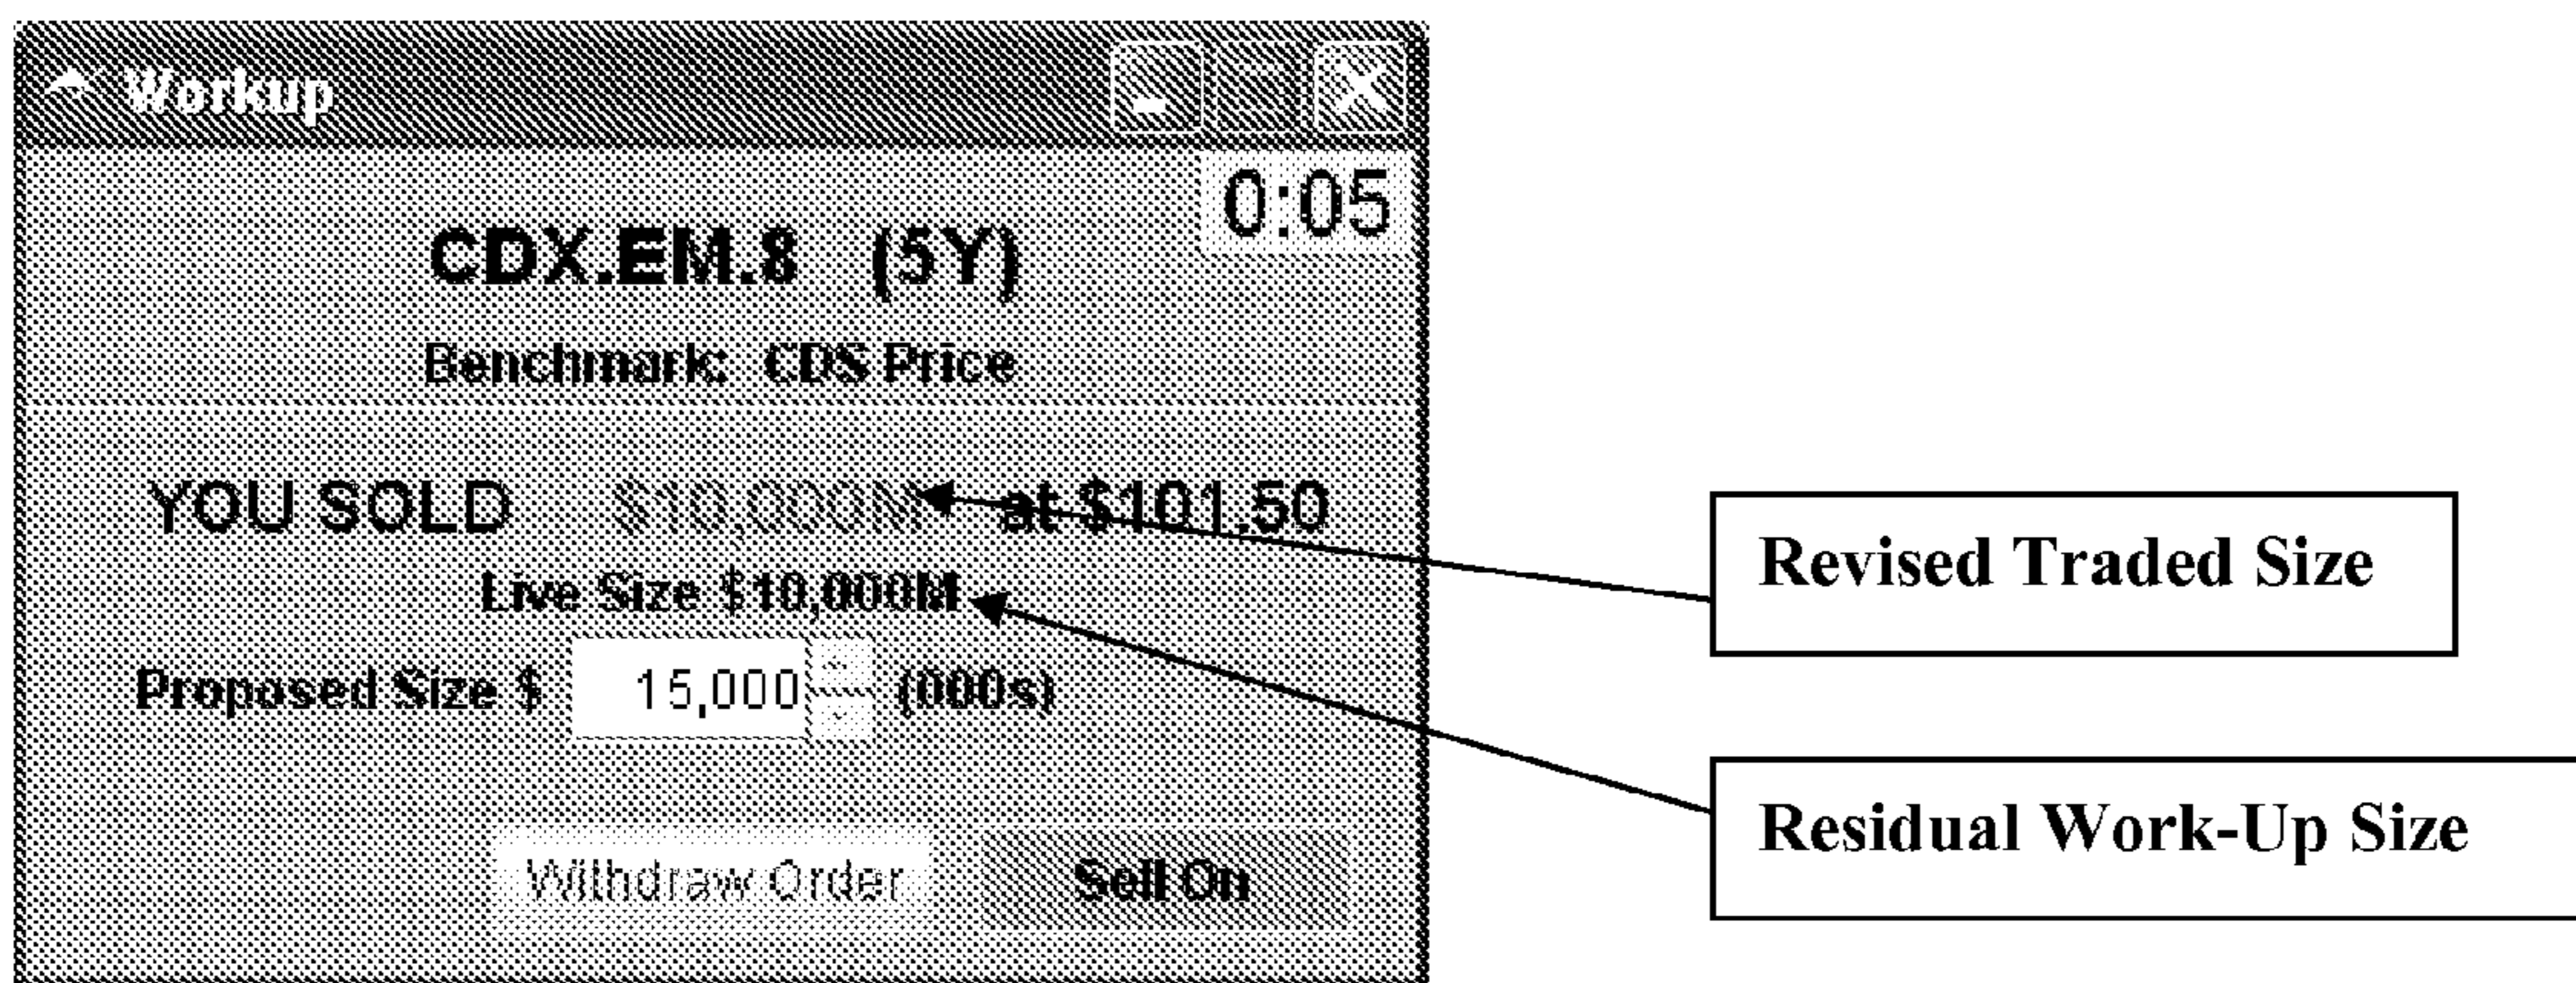 Workup
0:05
CDX.EM.8 (5Y)
Benchmark: CDS Price
YOU SOLD $10,000M at $101.50
Revised Traded Size
Live Size $10,000M
Proposed Size $ 15,000 (000s)
Residual Work-Up Size
Withdraw Order Sell On